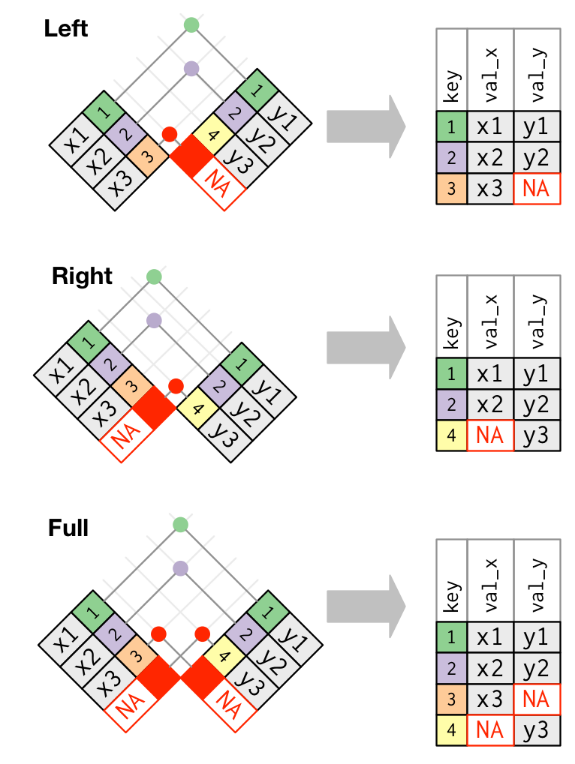 Left
1 2 3
x1 x2 x3
4 2 1
NA y3 y2 y1
key val_x val_y
1 x1 y1
2 x2 y2
3 x3 NA
Right
1 2 3
x1 x2 x3 NA
4 2 1
y3 y2 y1
key val_x val_y
1 x1 y1
2 x2 y2
4 NA y3
Full
1 2 3
x1 x2 x3 NA
4 2 1
NA y3 y2 y1
key val_x val_y
1 x1 y1
2 x2 y2
3 x3 NA
4 NA y3